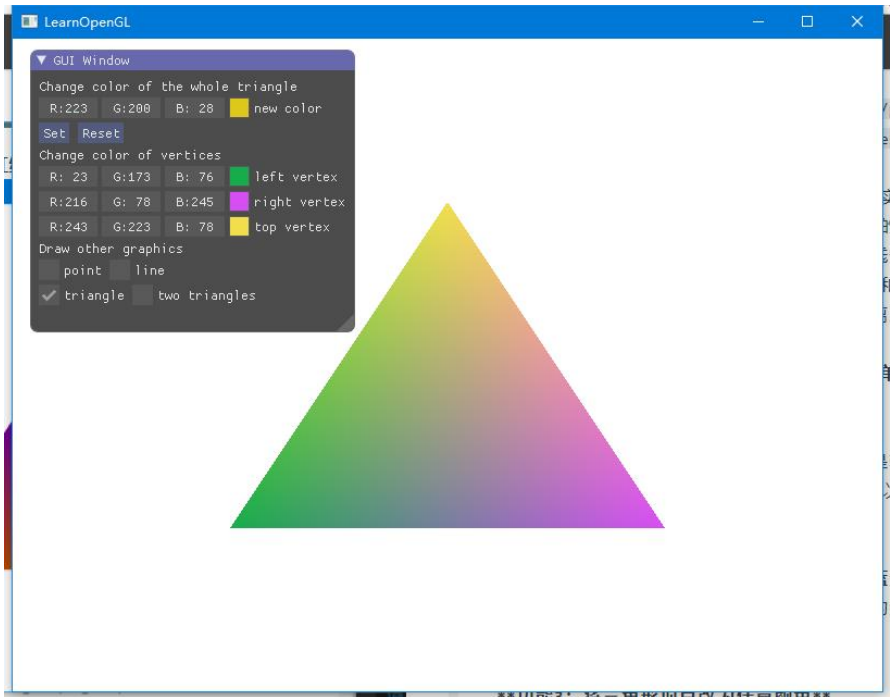 LearnOpenGL
GUI Window
Change color of the whole triangle
R:223 G:200 B: 28 new color
Set Reset
Change color of vertices
R: 23 G:173 B: 76 left vertex
R:216 G: 78 B:245 right vertex
R:243 G:223 B: 78 top vertex
Draw other graphics
point line
triangle two triangles